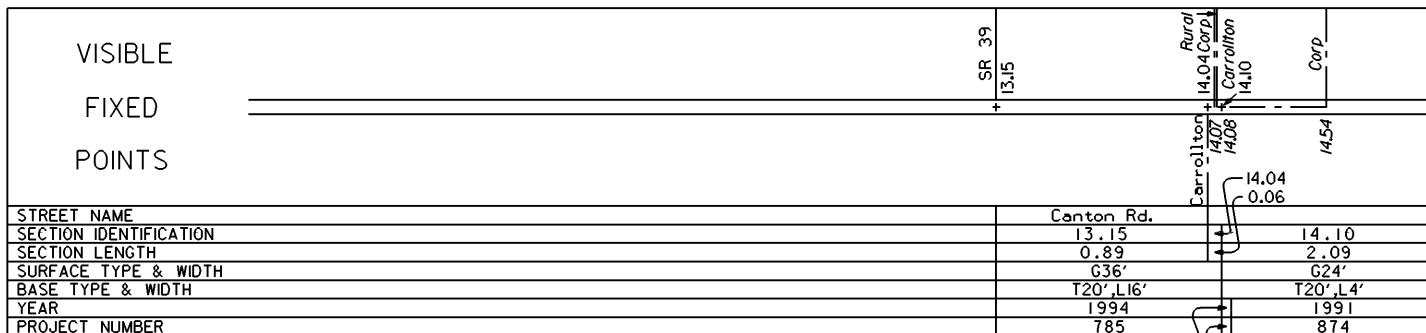 VISIBLE
FIXED
POINTS
SR 39
13.15
Rural
14.04 Corp
Carrollton
14.10
Corp
Carrollton
14.07
14.08
14.54
14.04
0.06
STREET NAME Canton Rd.
SECTION IDENTIFICATION 13.15 14.10
SECTION LENGTH 0.89 2.09
SURFACE TYPE & WIDTH G36' G24'
BASE TYPE & WIDTH T20',L16' T20',L4'
YEAR 1994 1991
PROJECT NUMBER 785 874